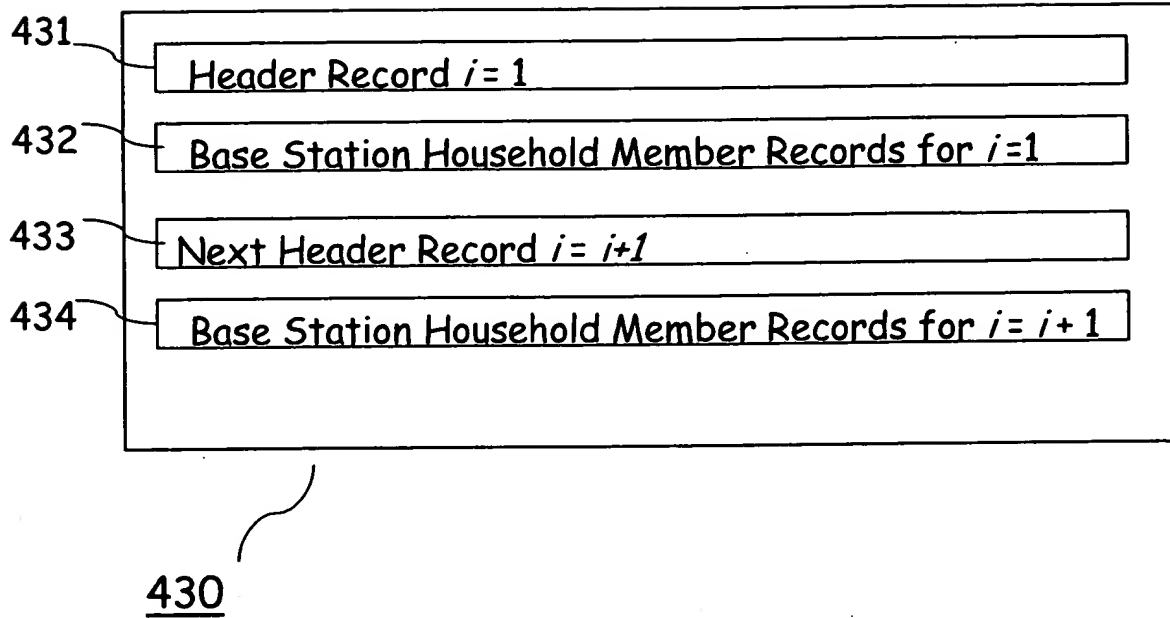 431
Header Record i = 1
432
Base Station Household Member Records for i =1
433
Next Header Record i = i+1
434
Base Station Household Member Records for i = i + 1
430